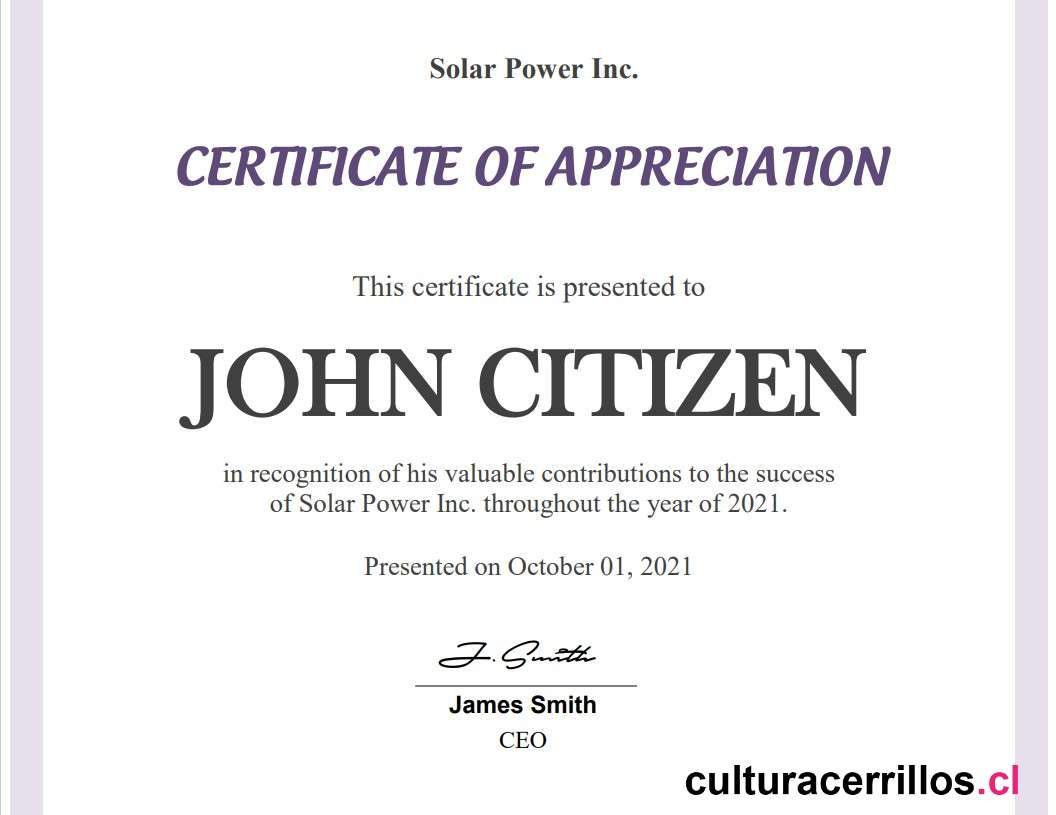 Solar Power Inc.
CERTIFICATE OF APPRECIATION
This certificate is presented to
JOHN CITIZEN
in recognition of his valuable contributions to the success
of Solar Power Inc. throughout the year of 2021.
Presented on October 01, 2021
J. Smith
James Smith
CEO
culturacerrillos.cl